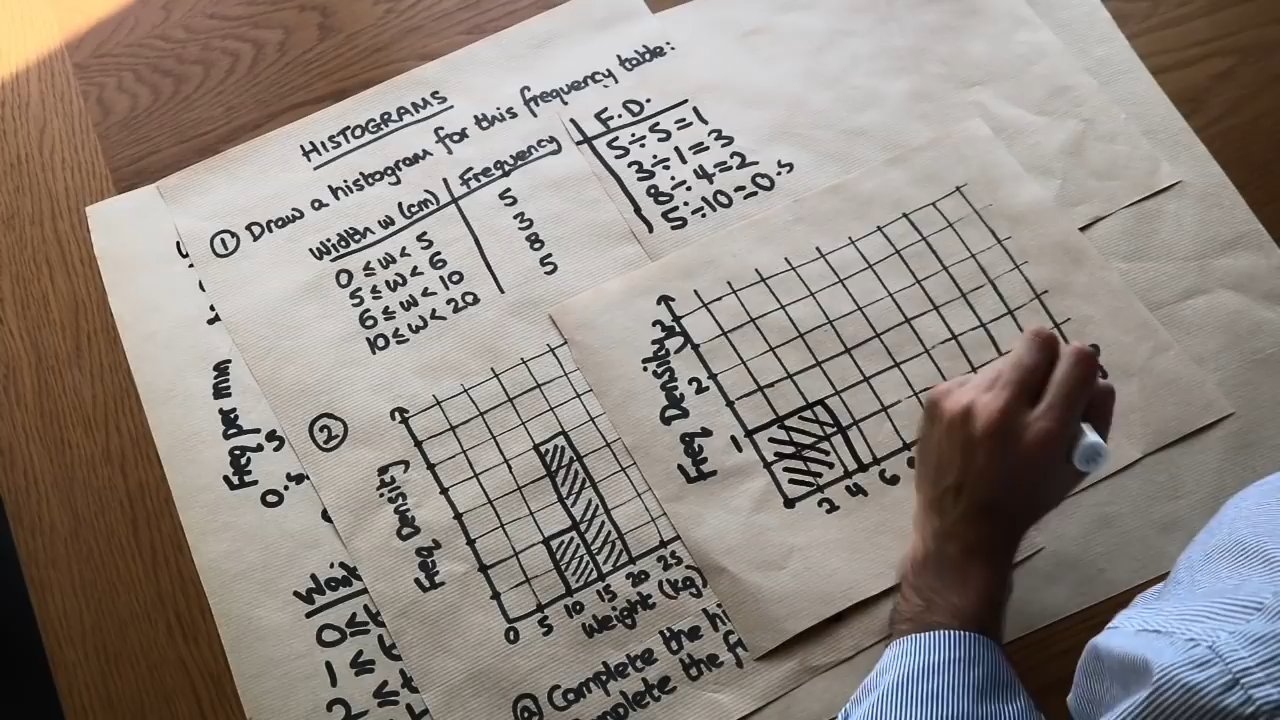 HISTOGRAMS
① Draw a histogram for this frequency table:
Width w (cm) Frequency F.D.
0 ≤ w < 5 5 5÷5=1
5 ≤ w < 6 3 3÷1=3
6 ≤ w < 10 8 8÷4=2
10 ≤ w < 20 5 5÷10=0.5
②
Freq Density
0 5 10 15 20 25
Weight (kg)
ⓐ Complete the hi
the fr
Freq Density
3
2
1
2 4 6
Freq per min
5
0.5
0 ≤ t
1 ≤ t
2 ≤ t